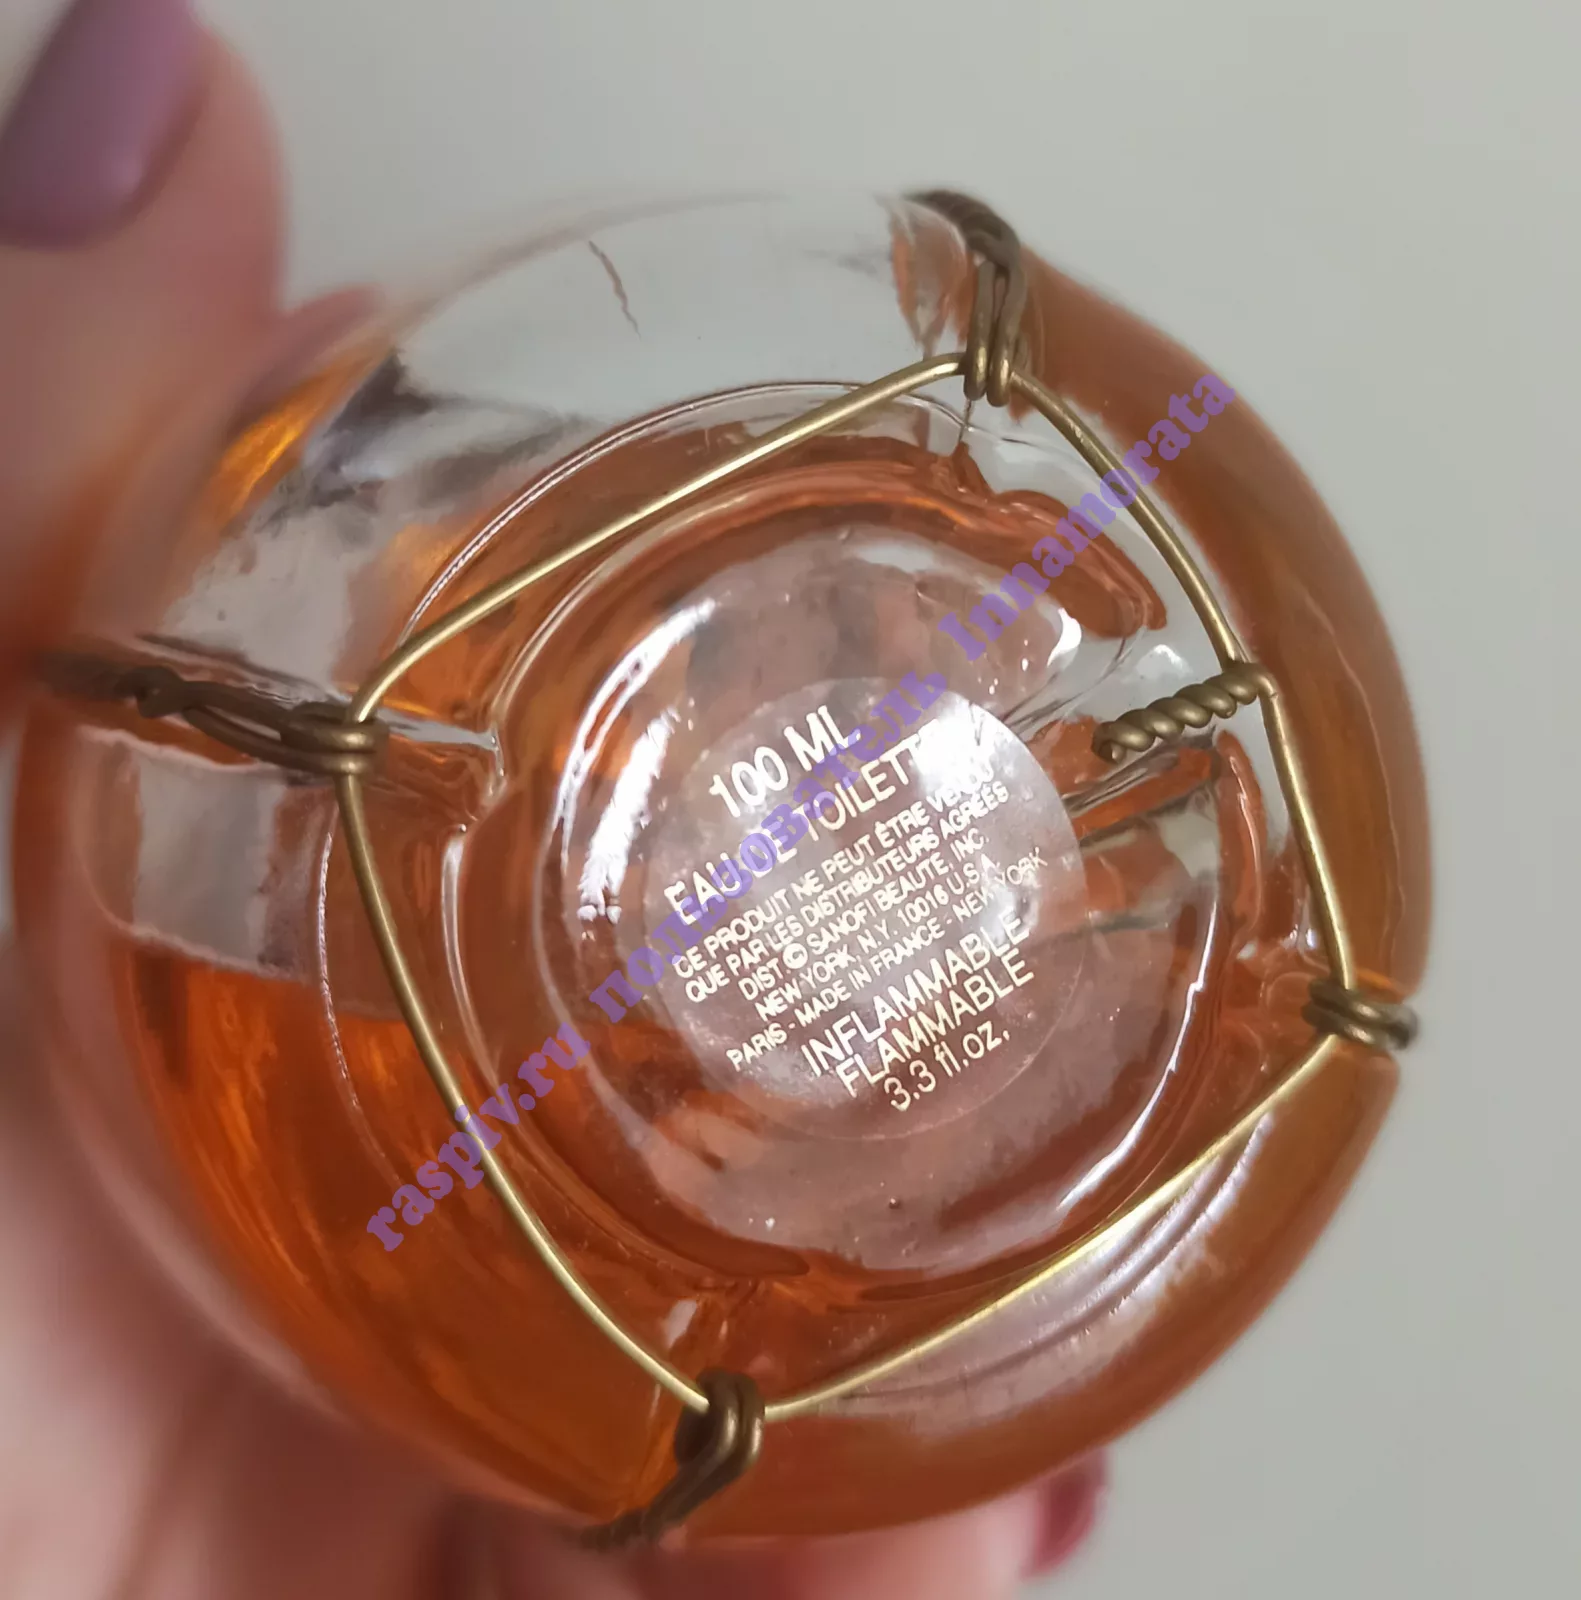 100 ML
EAU DE TOILETTE
CE PRODUIT NE PEUT ÊTRE VENDU
QUE PAR LES DISTRIBUTEURS AGRÉÉS
DIST © SANOFI BEAUTÉ, INC.
NEW YORK, N.Y. 10016 U.S.A.
PARIS - MADE IN FRANCE - NEW YORK
INFLAMMABLE
FLAMMABLE
3.3 fl.oz.
raspiv.ru пользователь Innamorata